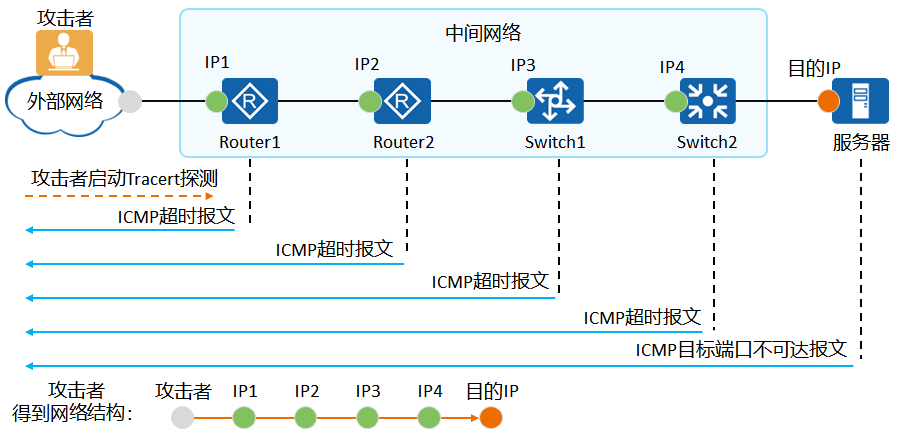 攻击者
中间网络
外部网络
IP1
IP2
IP3
IP4
目的IP
R
R
Router1
Router2
Switch1
Switch2
服务器
攻击者启动Tracert探测
ICMP超时报文
ICMP超时报文
ICMP超时报文
ICMP超时报文
ICMP目标端口不可达报文
攻击者
得到网络结构：
攻击者
IP1
IP2
IP3
IP4
目的IP